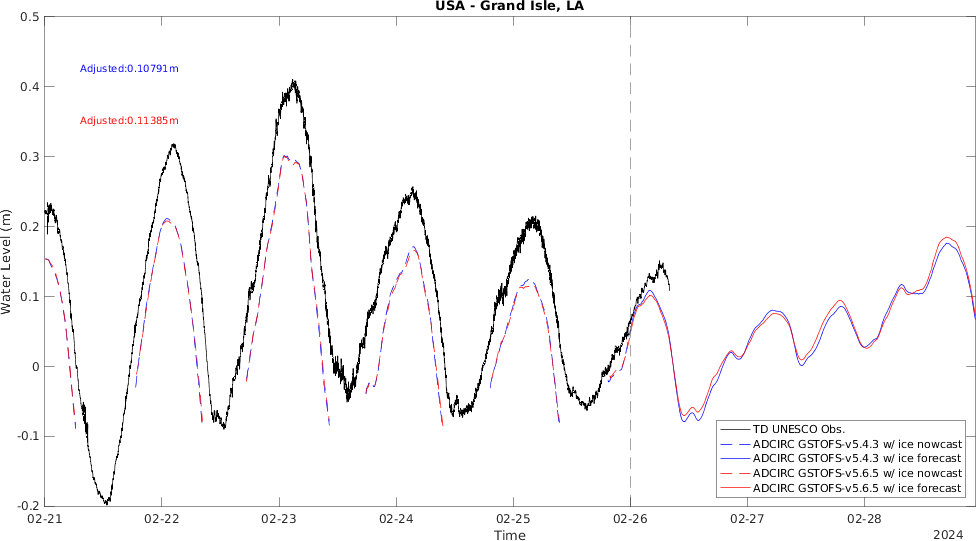 USA - Grand Isle, LA
0.5
0.4
0.3
0.2
0.1
0
-0.1
-0.2
Water Level (m)
Adjusted:0.10791m
Adjusted:0.11385m
TD UNESCO Obs.
ADCIRC GSTOFS-v5.4.3 w/ ice nowcast
ADCIRC GSTOFS-v5.4.3 w/ ice forecast
ADCIRC GSTOFS-v5.6.5 w/ ice nowcast
ADCIRC GSTOFS-v5.6.5 w/ ice forecast
02-21 02-22 02-23 02-24 02-25 02-26 02-27 02-28
Time
2024